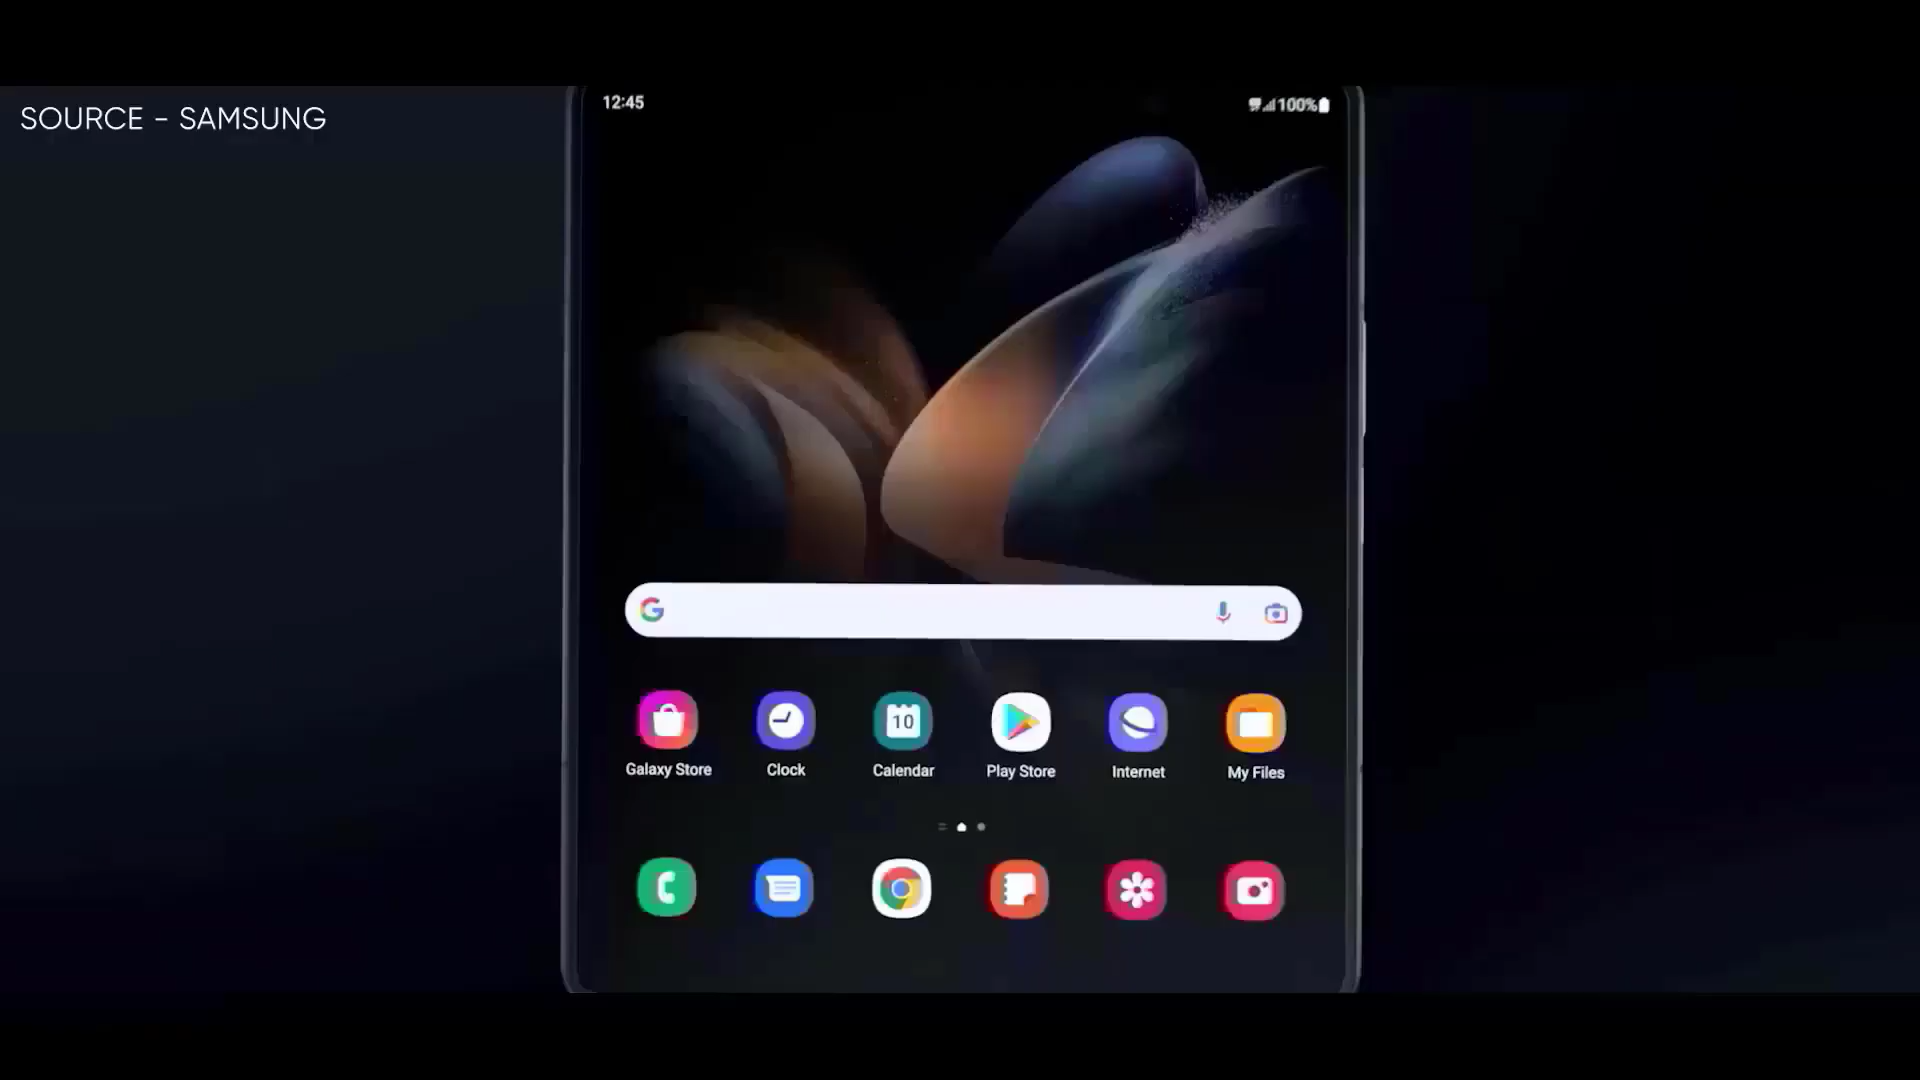 12:45
100%
SOURCE - SAMSUNG
10
Galaxy Store
Clock
Calendar
Play Store
Internet
My Files